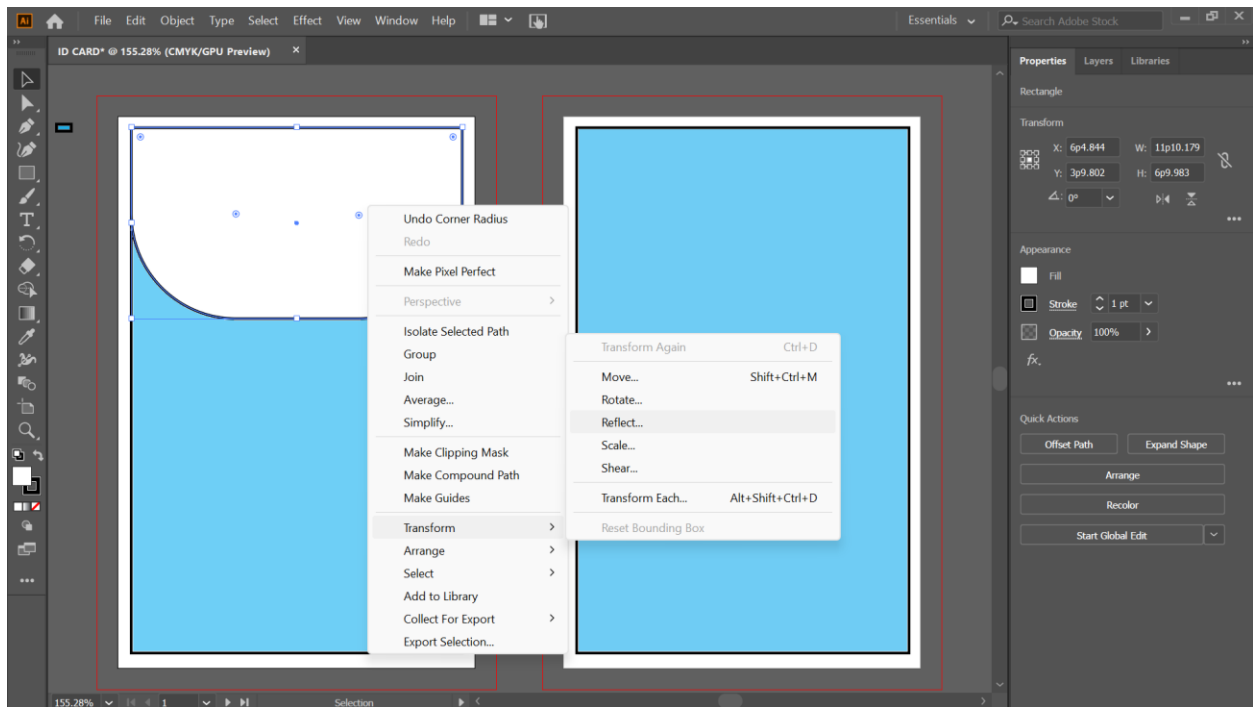 Ai File Edit Object Type Select Effect View Window Help Essentials Search Adobe Stock
ID CARD* @ 155.28% (CMYK/GPU Preview) ×
Undo Corner Radius
Redo
Make Pixel Perfect
Perspective
Isolate Selected Path
Group
Join
Average...
Simplify...
Make Clipping Mask
Make Compound Path
Make Guides
Transform
Arrange
Select
Add to Library
Collect For Export
Export Selection...
Transform Again Ctrl+D
Move... Shift+Ctrl+M
Rotate...
Reflect...
Scale...
Shear...
Transform Each... Alt+Shift+Ctrl+D
Reset Bounding Box
Properties Layers Libraries
Rectangle
Transform
X: 6p4.844 W: 11p10.179
Y: 3p9.802 H: 6p9.983
0°
Appearance
Fill
Stroke 1 pt
Opacity 100%
fx.
Quick Actions
Offset Path Expand Shape
Arrange
Recolor
Start Global Edit
155.28% 1 Selection